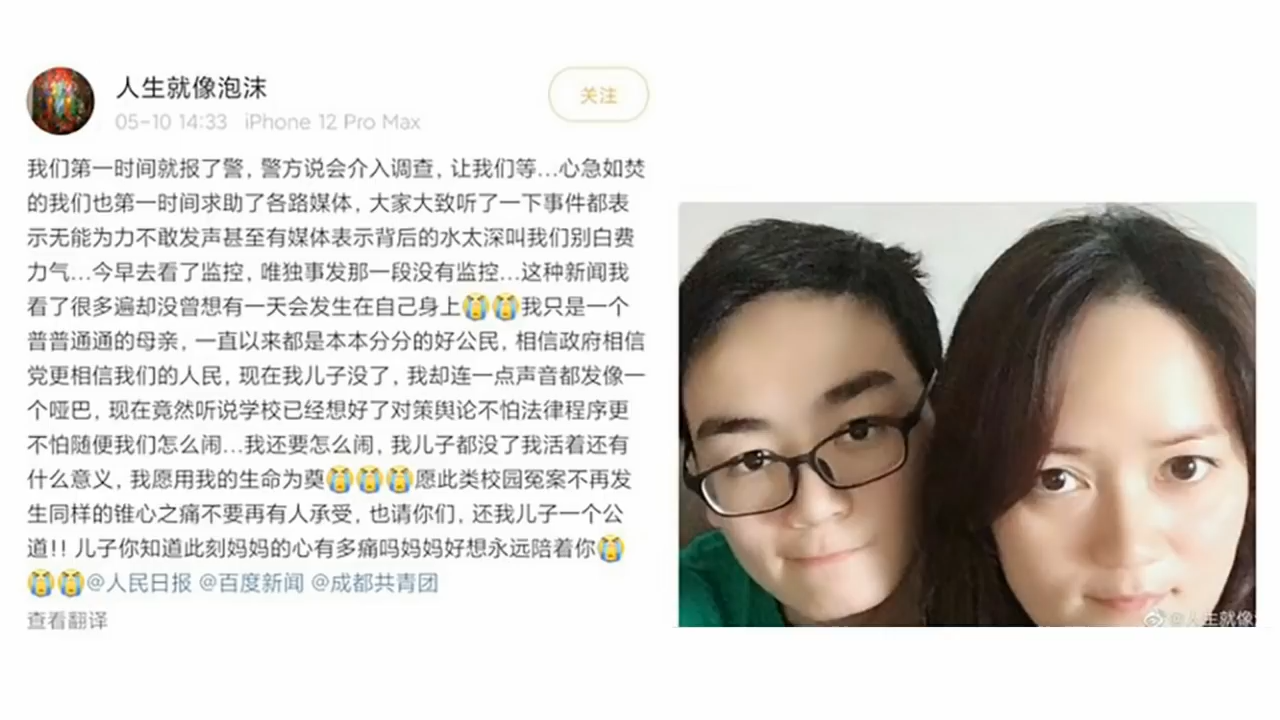 人生就像泡沫
关注
05-10 14:33 iPhone 12 Pro Max
我们第一时间就报了警, 警方说会介入调查, 让我们等...心急如焚
的我们也第一时间求助了各路媒体, 大家大致听了一下事件都表
示无能为力不敢发声甚至有媒体表示背后的水太深叫我们别白费
力气...今早去看了监控, 唯独事发那一段没有监控...这种新闻我
看了很多遍却没曾想有一天会发生在自己身上😭😭我只是一个
普普通通的母亲, 一直以来都是本本分分的好公民, 相信政府相信
党更相信我们的人民, 现在我儿子没了, 我却连一点声音都发像一
个哑巴, 现在竟然听说学校已经想好了对策舆论不怕法律程序更
不怕随便我们怎么闹...我还要怎么闹, 我儿子都没了我活着还有
什么意义, 我愿用我的生命为奠😭😭😭愿此类校园冤案不再发
生同样的锥心之痛不要再有人承受, 也请你们, 还我儿子一个公
道!! 儿子你知道此刻妈妈的心有多痛吗妈妈好想永远陪着你😭
😭😭@人民日报 @百度新闻 @成都共青团
查看翻译
@人生就像